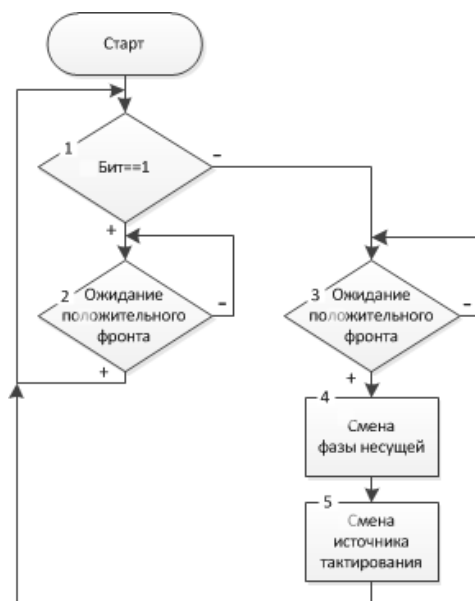 Старт
1
Бит==1
-
+
2
Ожидание
положительного
фронта
-
+
3
Ожидание
положительного
фронта
-
+
4
Смена
фазы несущей
5
Смена
источника
тактирования